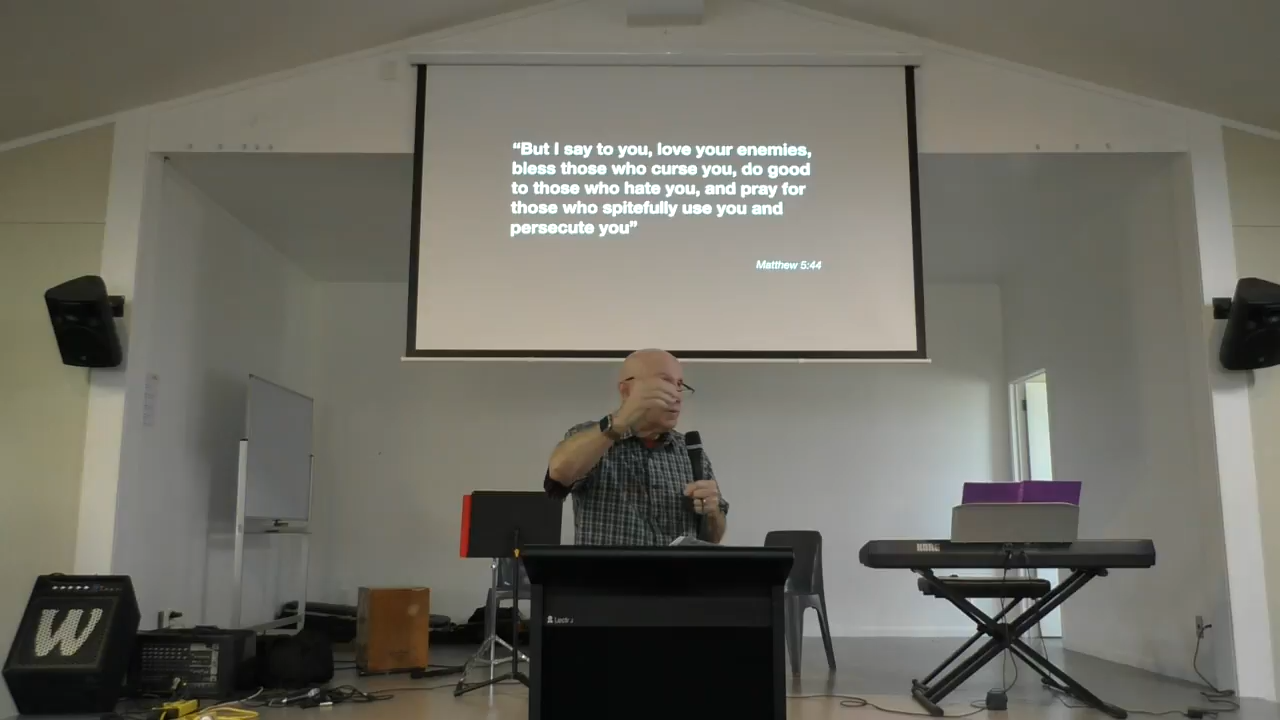 “But I say to you, love your enemies,
bless those who curse you, do good
to those who hate you, and pray for
those who spitefully use you and
persecute you”
Matthew 5:44
KORG
W